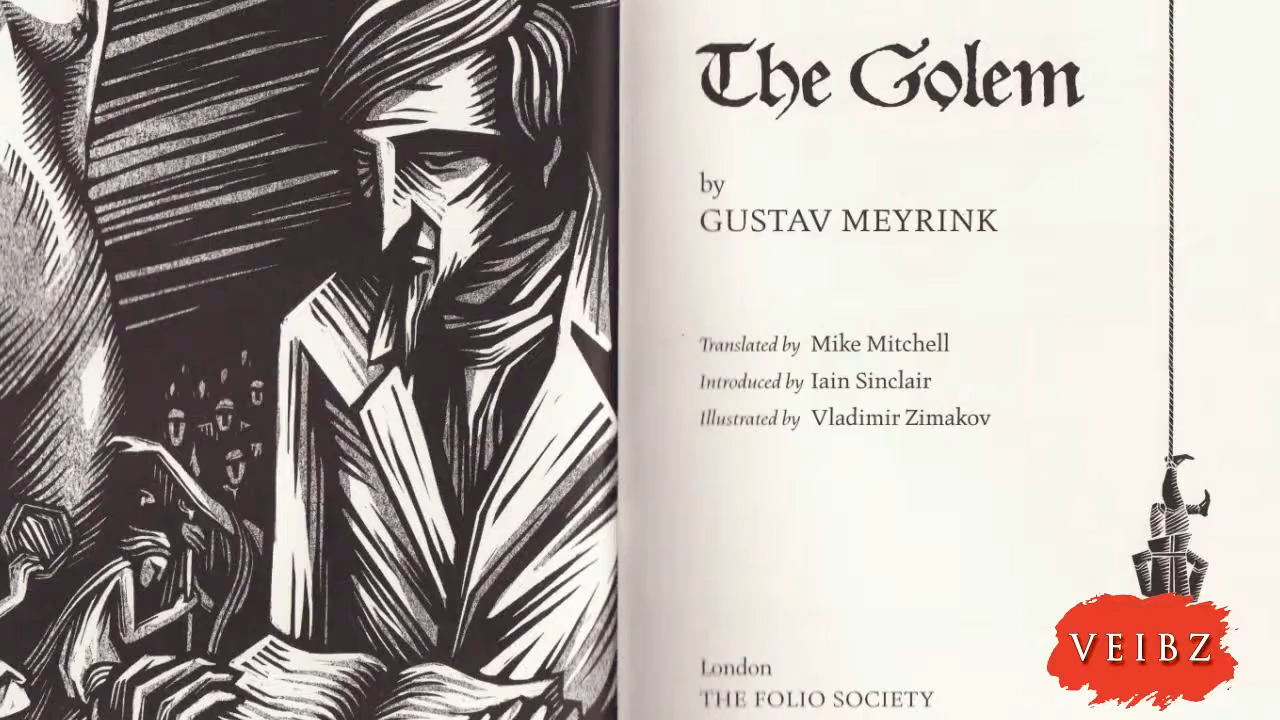 The Golem
by
GUSTAV MEYRINK
Translated by Mike Mitchell
Introduced by Iain Sinclair
Illustrated by Vladimir Zimakov
London
THE FOLIO SOCIETY
VEIBZ